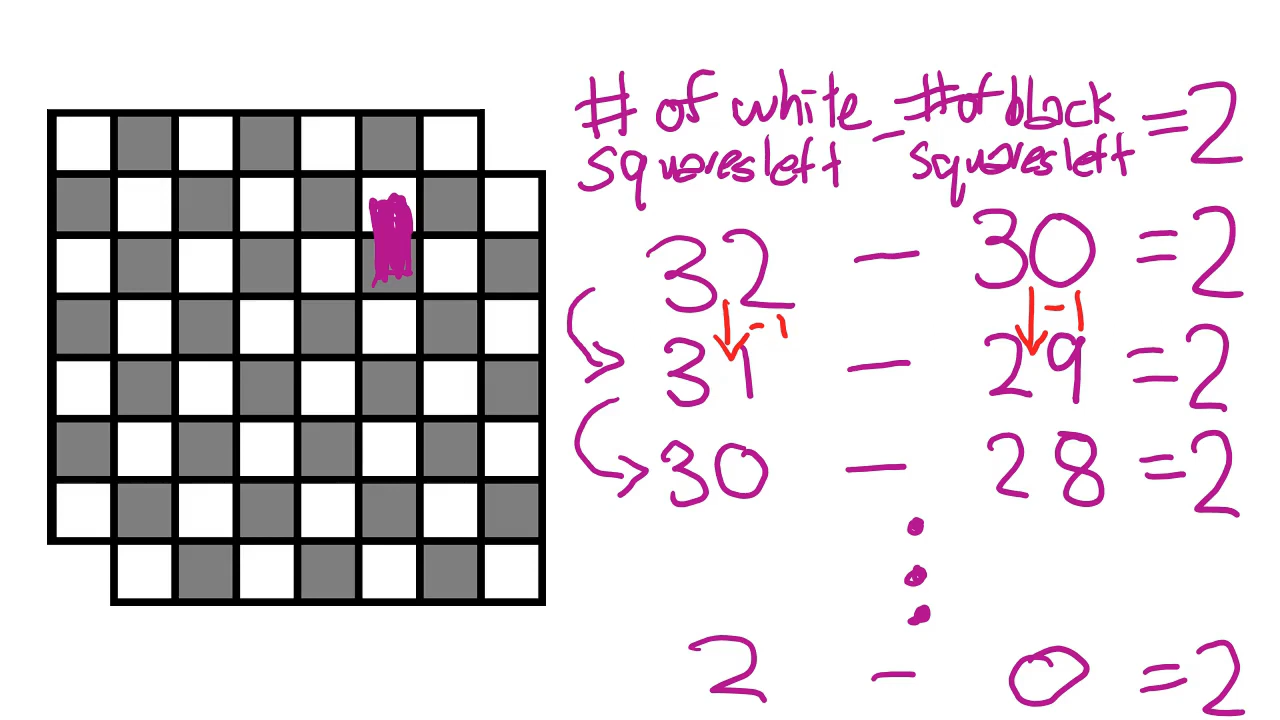 # of white - # of black = 2
squares left squares left
32 - 30 = 2
-1 -1
31 - 29 = 2
30 - 28 = 2
2 - 0 = 2